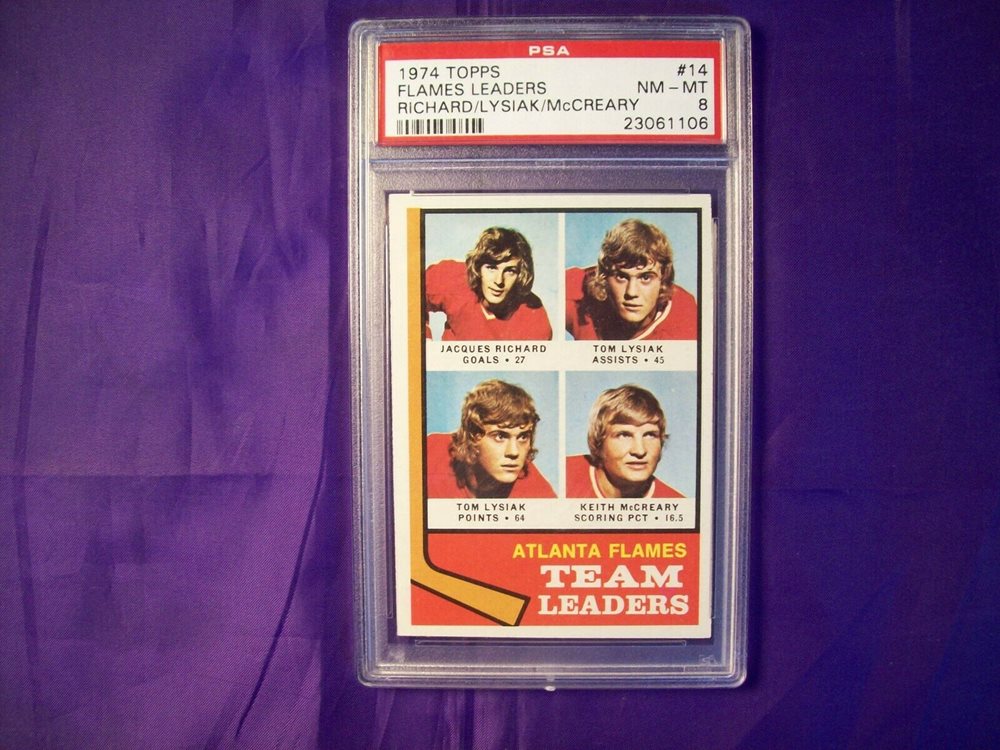 PSA
1974 TOPPS #14
FLAMES LEADERS NM – MT
RICHARD/LYSIAK/McCREARY 8
23061106
JACQUES RICHARD
GOALS • 27
TOM LYSIAK
ASSISTS • 45
TOM LYSIAK
POINTS • 64
KEITH McCREARY
SCORING PCT • 16.5
ATLANTA FLAMES
TEAM
LEADERS